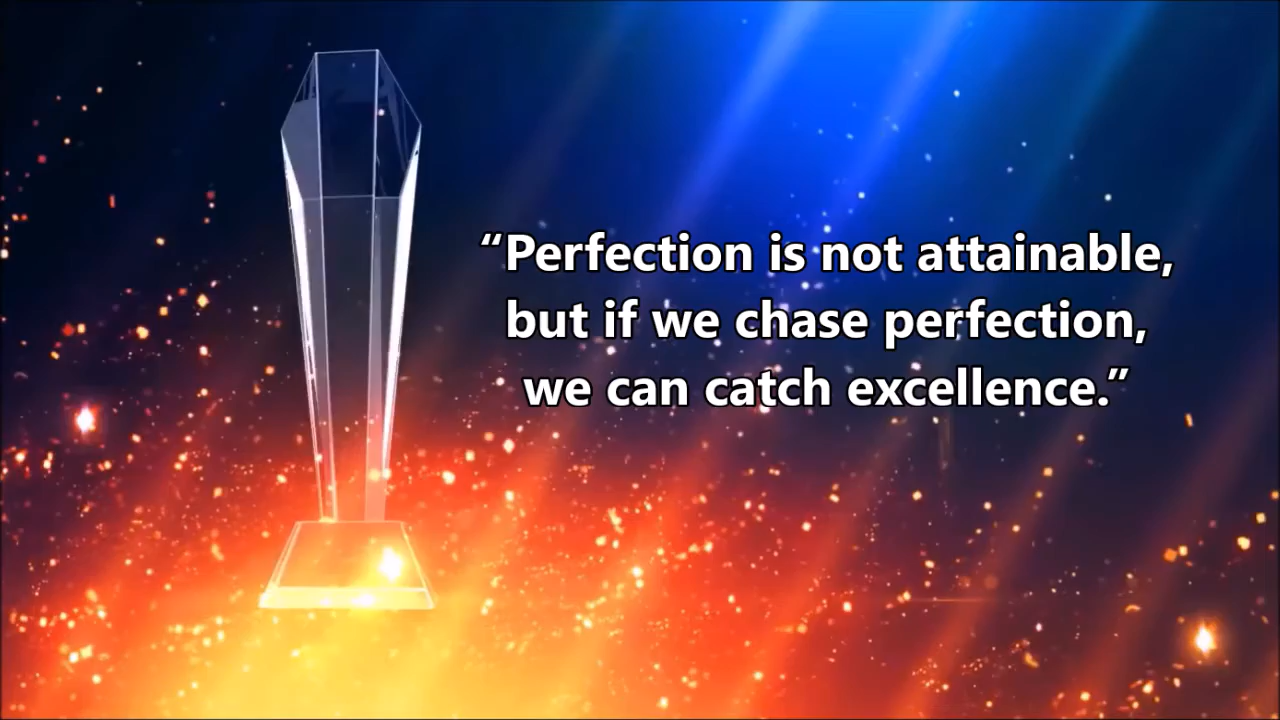 “Perfection is not attainable,
but if we chase perfection,
we can catch excellence.”